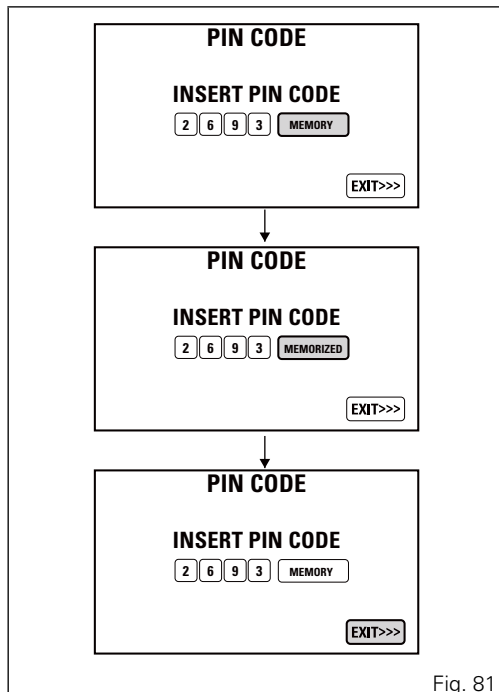 PIN CODE
INSERT PIN CODE
2 6 9 3 MEMORY
EXIT>>>
PIN CODE
INSERT PIN CODE
2 6 9 3 MEMORIZED
EXIT>>>
PIN CODE
INSERT PIN CODE
2 6 9 3 MEMORY
EXIT>>>
Fig. 81